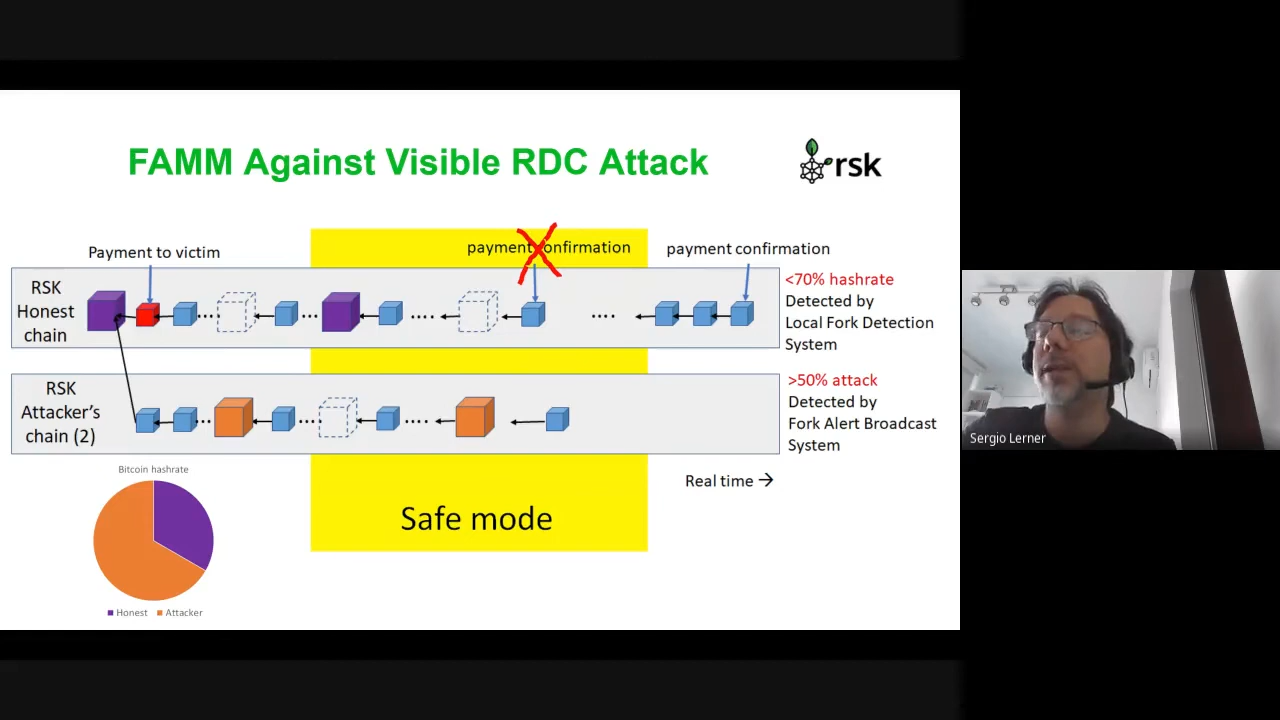 FAMM Against Visible RDC Attack
rsk
Payment to victim
payment confirmation
payment confirmation
RSK
Honest
chain
<70% hashrate
Detected by
Local Fork Detection
System
RSK
Attacker's
chain (2)
>50% attack
Detected by
Fork Alert Broadcast
System
Bitcoin hashrate
Real time →
Safe mode
Honest Attacker
Sergio Lerner